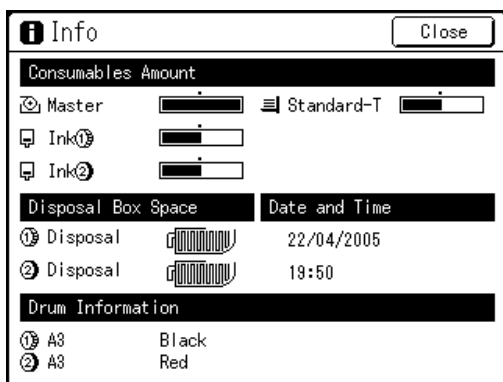 i Info Close
Consumables Amount
Master Standard-T
Ink①
Ink②
Disposal Box Space Date and Time
① Disposal 22/04/2005
② Disposal 19:50
Drum Information
① A3 Black
② A3 Red